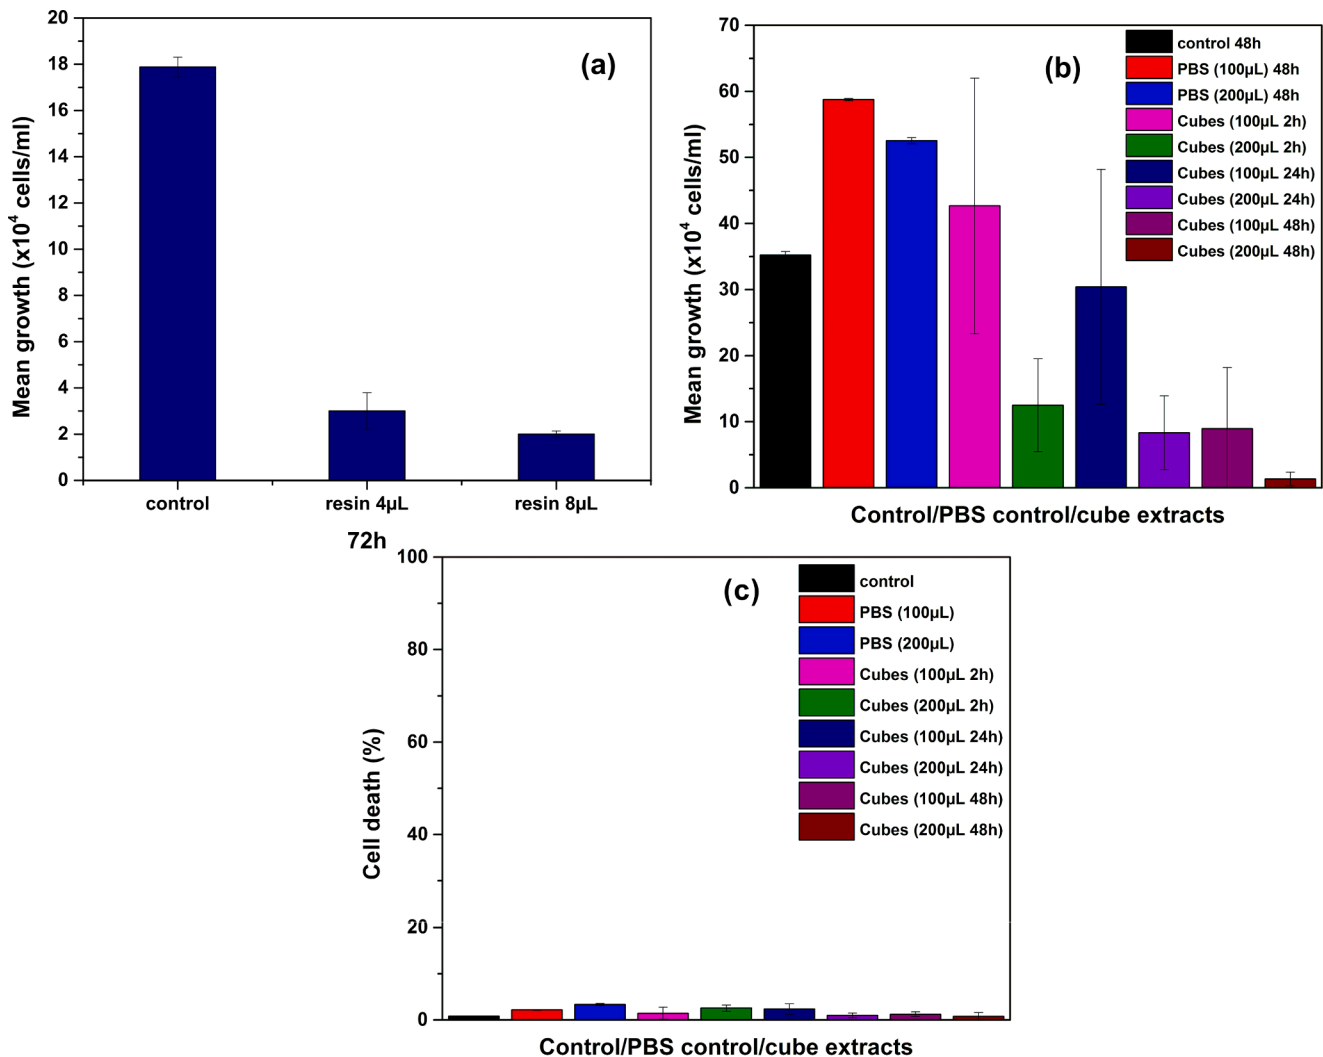 20
18
16
14
12
10
8
6
4
2
0
Mean growth (x10⁴ cells/ml)
(a)
control
resin 4µL
resin 8µL
72h
70
60
50
40
30
20
10
0
Mean growth (x10⁴ cells/ml)
(b)
control 48h
PBS (100µL) 48h
PBS (200µL) 48h
Cubes (100µL 2h)
Cubes (200µL 2h)
Cubes (100µL 24h)
Cubes (200µL 24h)
Cubes (100µL 48h)
Cubes (200µL 48h)
Control/PBS control/cube extracts
100
80
60
40
20
0
Cell death (%)
(c)
control
PBS (100µL)
PBS (200µL)
Cubes (100µL 2h)
Cubes (200µL 2h)
Cubes (100µL 24h)
Cubes (200µL 24h)
Cubes (100µL 48h)
Cubes (200µL 48h)
Control/PBS control/cube extracts